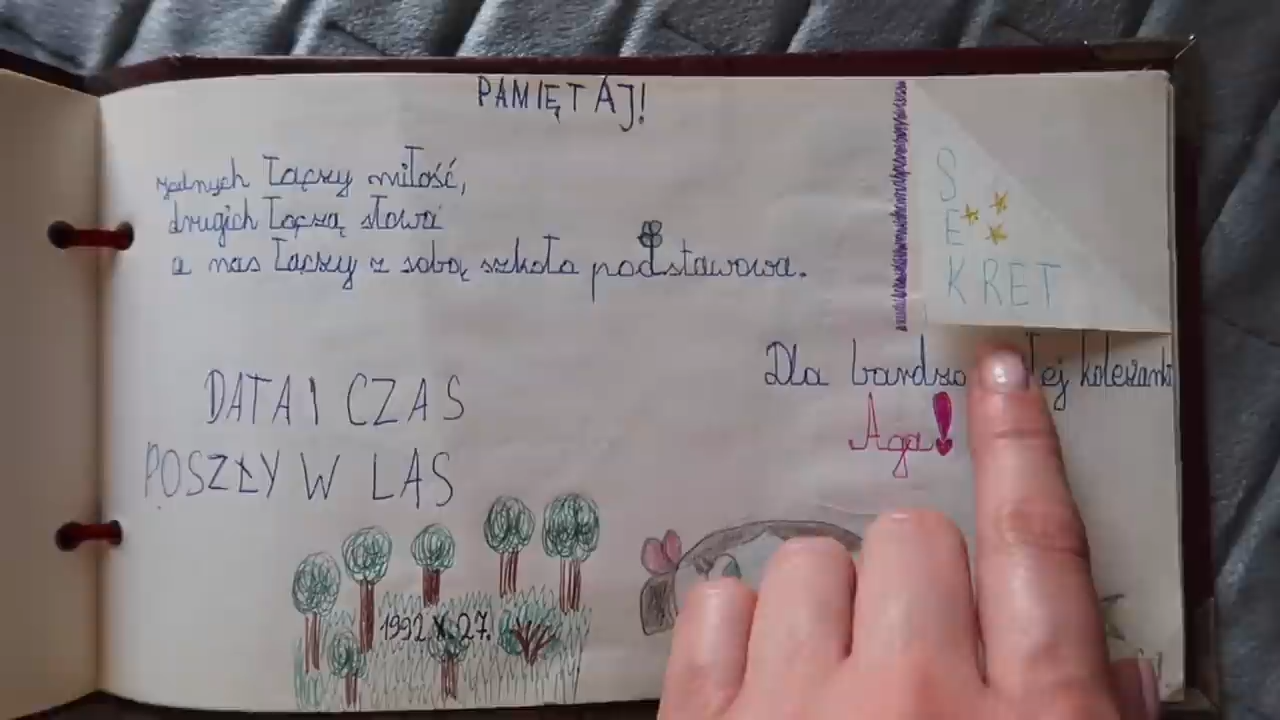 PAMIĘTAJ!
jednych łączy miłość,
drugich łączą słowa
a nas łączy z sobą szkoła podstawowa.
SEKRET
Dla bardzo koleżanki
Aga!
DATA I CZAS
POSZŁY W LAS
1992 X 27.